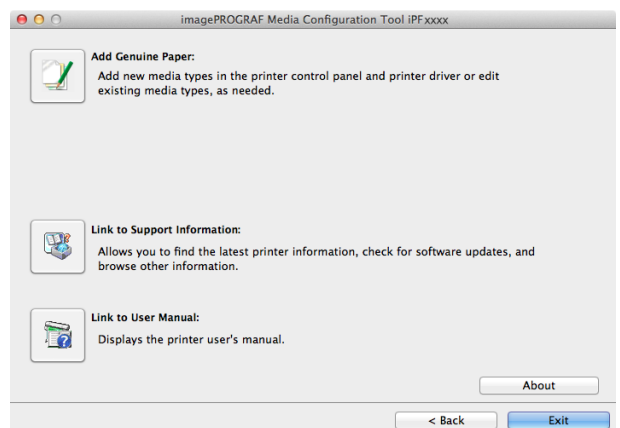 imagePROGRAF Media Configuration Tool iPFxxxx
Add Genuine Paper:
Add new media types in the printer control panel and printer driver or edit
existing media types, as needed.
Link to Support Information:
Allows you to find the latest printer information, check for software updates, and
browse other information.
Link to User Manual:
Displays the printer user's manual.
About
< Back
Exit